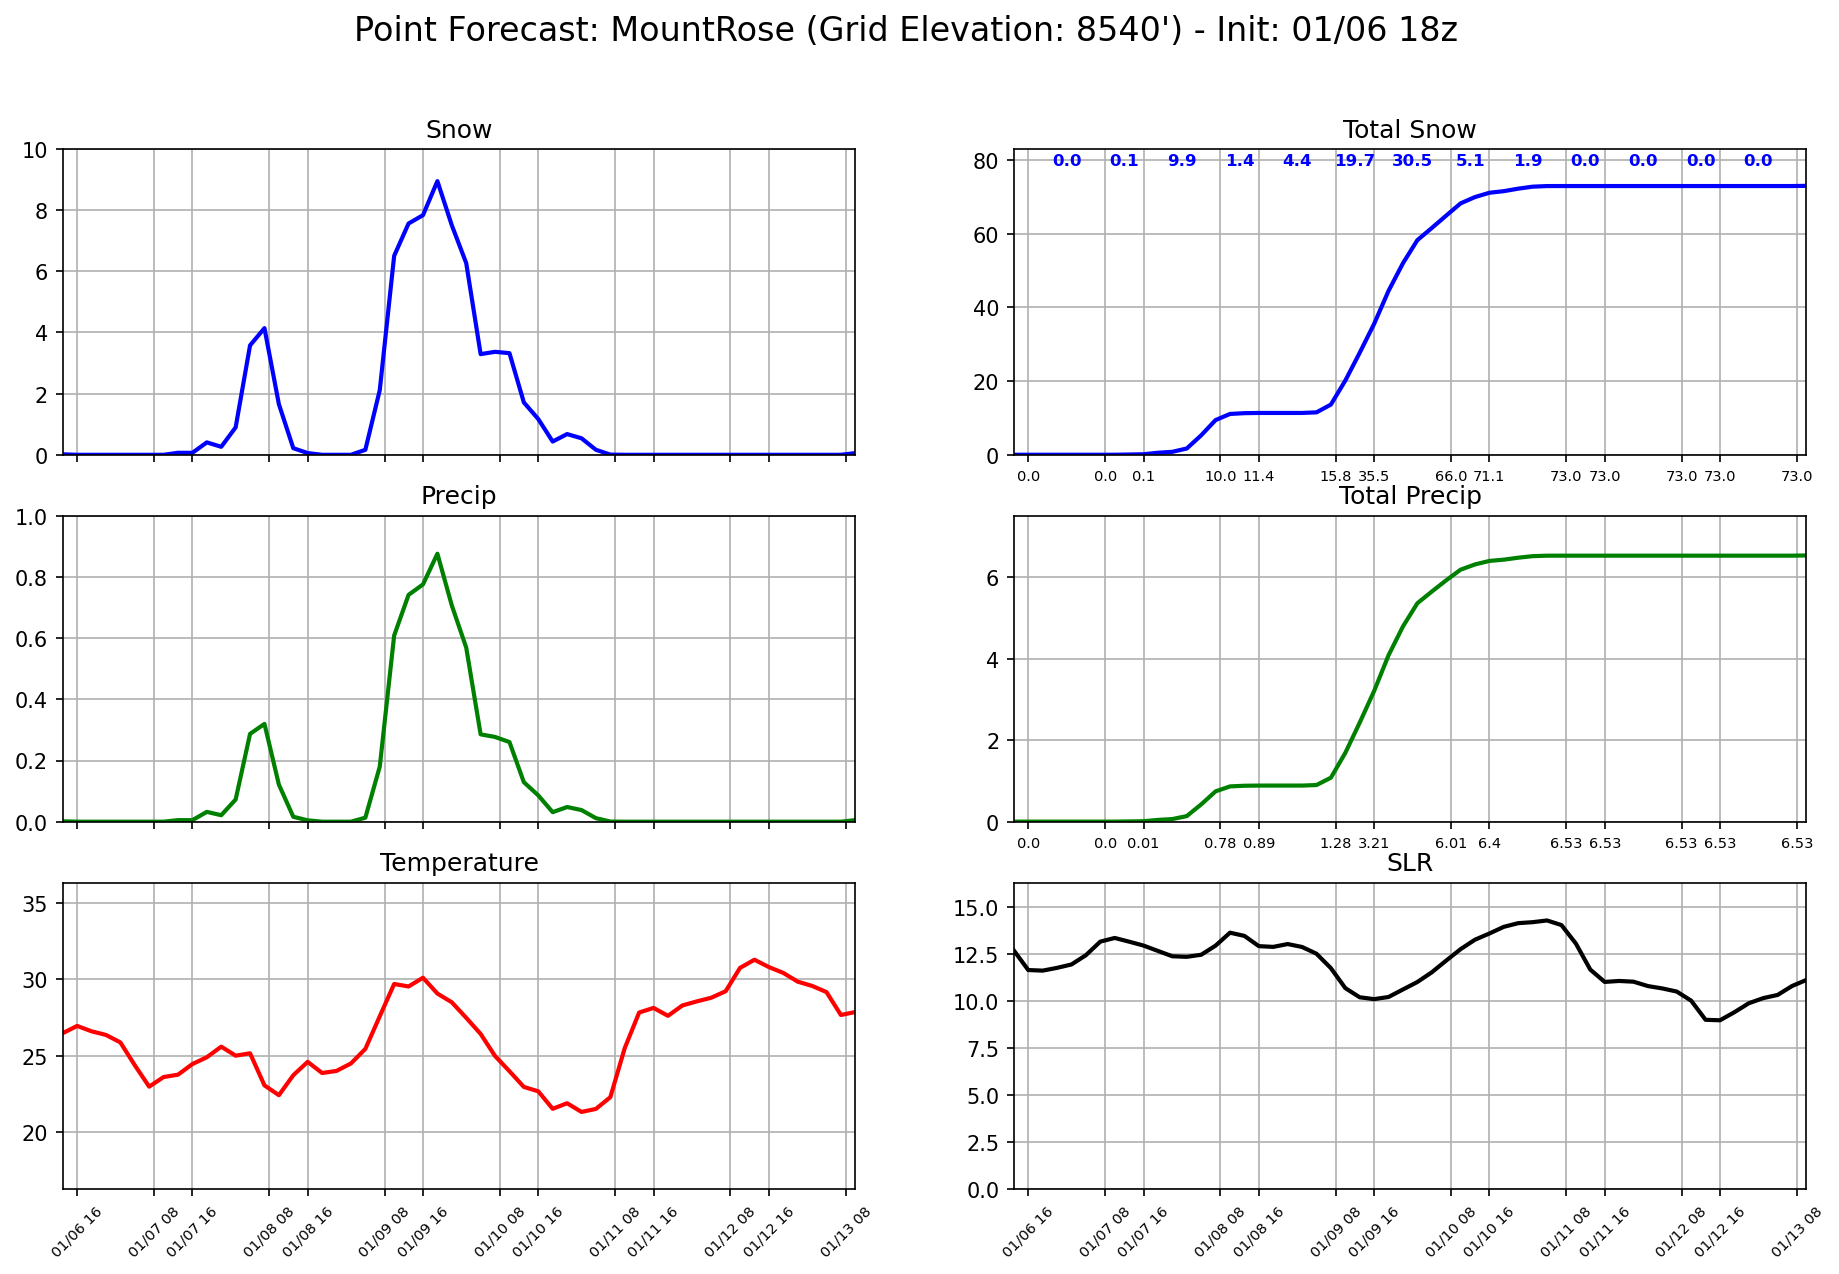 Point Forecast: MountRose (Grid Elevation: 8540') - Init: 01/06 18z
Snow
10
8
6
4
2
0
Total Snow
0.0 0.1 9.9 1.4 4.4 19.7 30.5 5.1 1.9 0.0 0.0 0.0 0.0
80
60
40
20
0
0.0 0.0 0.1 10.0 11.4 15.8 35.5 66.0 71.1 73.0 73.0 73.0 73.0 73.0
Precip
1.0
0.8
0.6
0.4
0.2
0.0
Total Precip
6
4
2
0
0.0 0.0 0.01 0.78 0.89 1.28 3.21 6.01 6.4 6.53 6.53 6.53 6.53 6.53
Temperature
35
30
25
20
01/06 16 01/07 08 01/07 16 01/08 08 01/08 16 01/09 08 01/09 16 01/10 08 01/10 16 01/11 08 01/11 16 01/12 08 01/12 16 01/13 08
SLR
15.0
12.5
10.0
7.5
5.0
2.5
0.0
01/06 16 01/07 08 01/07 16 01/08 08 01/08 16 01/09 08 01/09 16 01/10 08 01/10 16 01/11 08 01/11 16 01/12 08 01/12 16 01/13 08